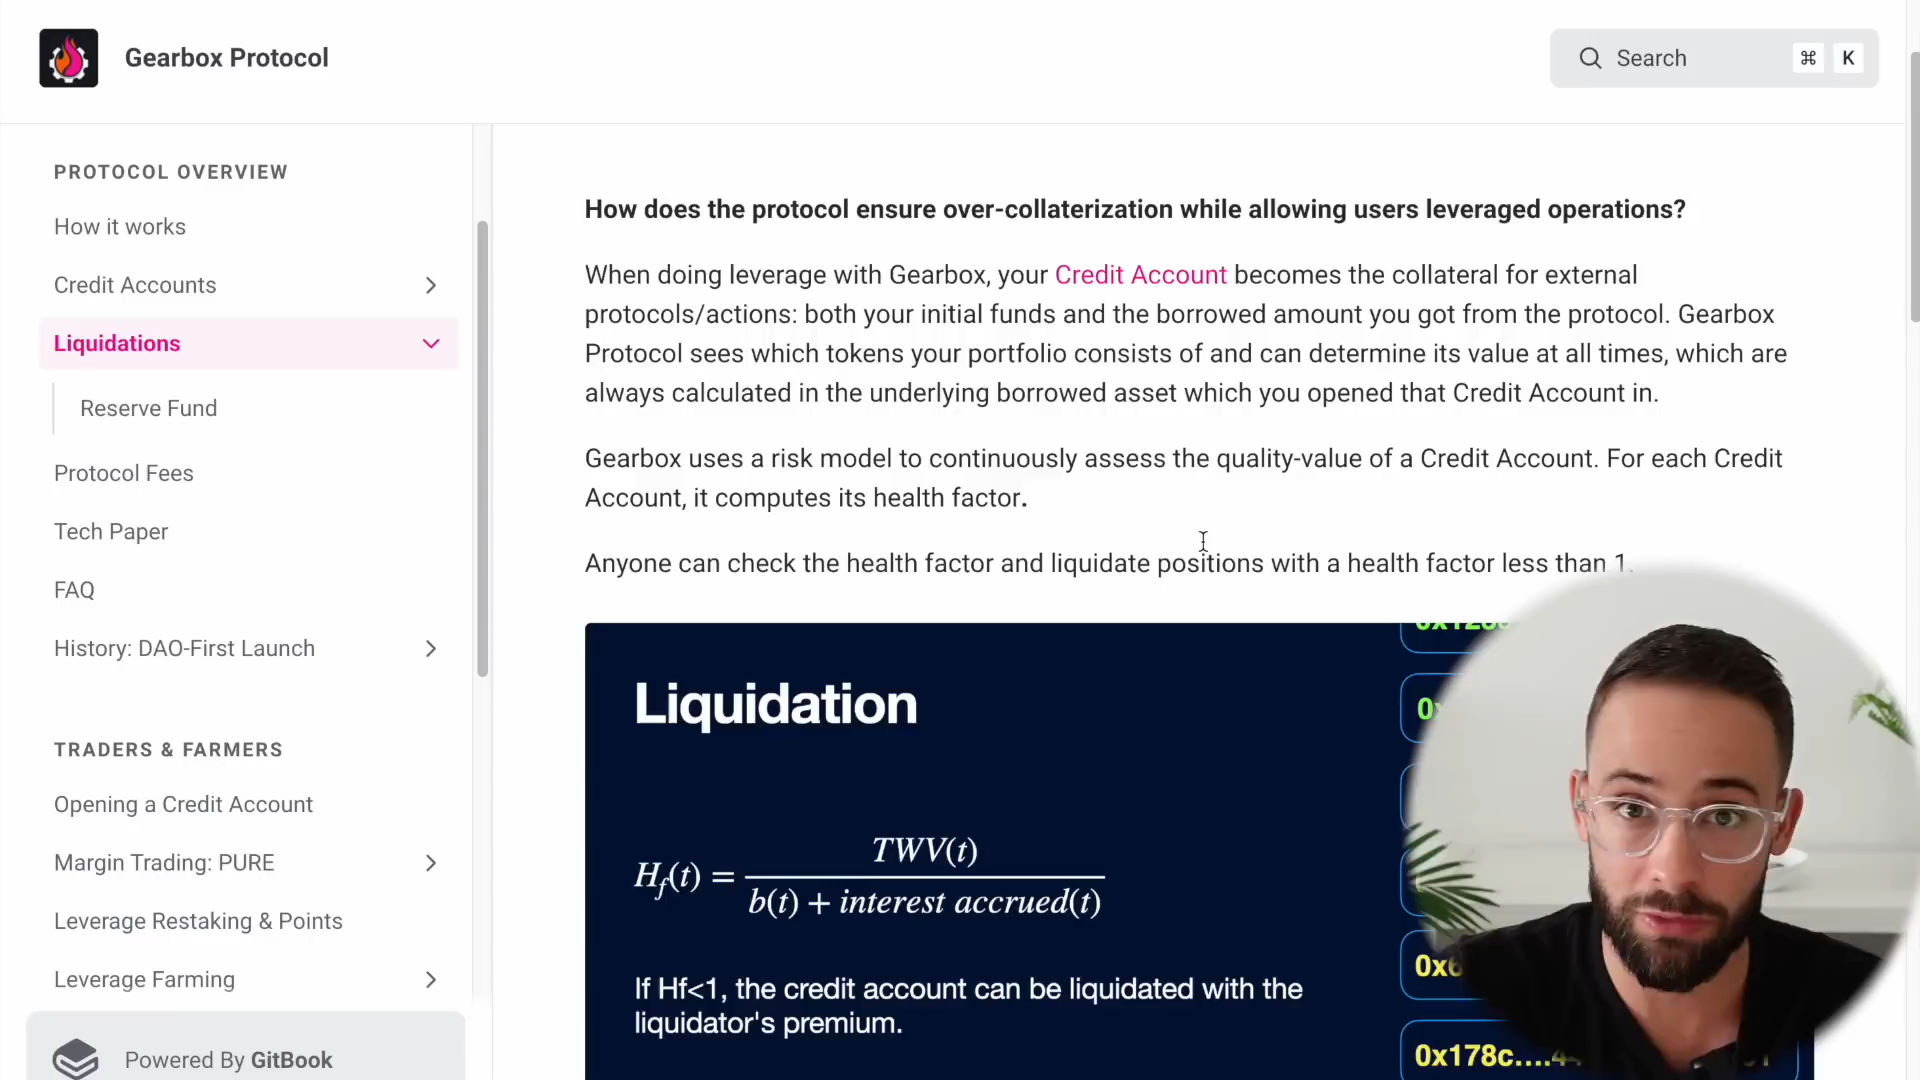 Gearbox Protocol
Search
⌘ K
PROTOCOL OVERVIEW
How it works
Credit Accounts
Liquidations
Reserve Fund
Protocol Fees
Tech Paper
FAQ
History: DAO-First Launch
TRADERS & FARMERS
Opening a Credit Account
Margin Trading: PURE
Leverage Restaking & Points
Leverage Farming
Powered By GitBook
How does the protocol ensure over-collaterization while allowing users leveraged operations?
When doing leverage with Gearbox, your Credit Account becomes the collateral for external
protocols/actions: both your initial funds and the borrowed amount you got from the protocol. Gearbox
Protocol sees which tokens your portfolio consists of and can determine its value at all times, which are
always calculated in the underlying borrowed asset which you opened that Credit Account in.
Gearbox uses a risk model to continuously assess the quality-value of a Credit Account. For each Credit
Account, it computes its health factor.
Anyone can check the health factor and liquidate positions with a health factor less than 1.
Liquidation
H_f(t) = TWV(t) / b(t) + interest accrued(t)
If Hf<1, the credit account can be liquidated with the
liquidator's premium.
0x178c....4